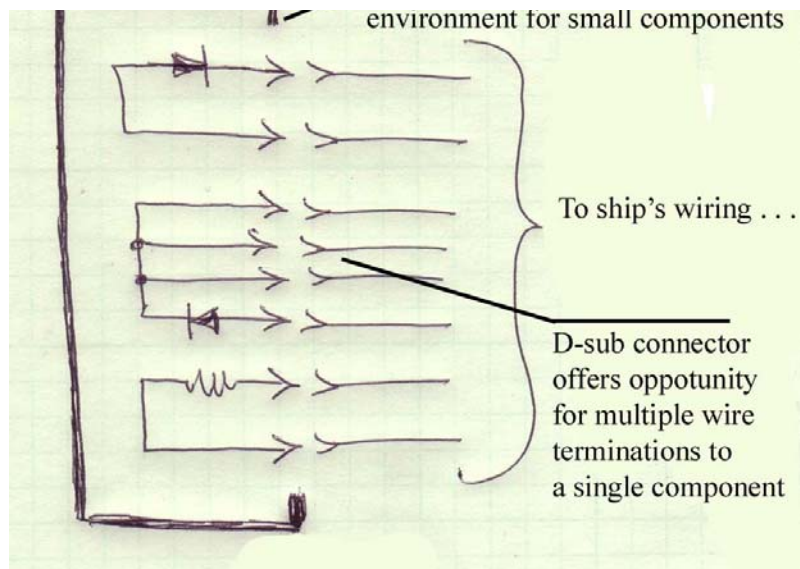 environment for small components
To ship's wiring . . .
D-sub connector
offers oppotunity
for multiple wire
terminations to
a single component